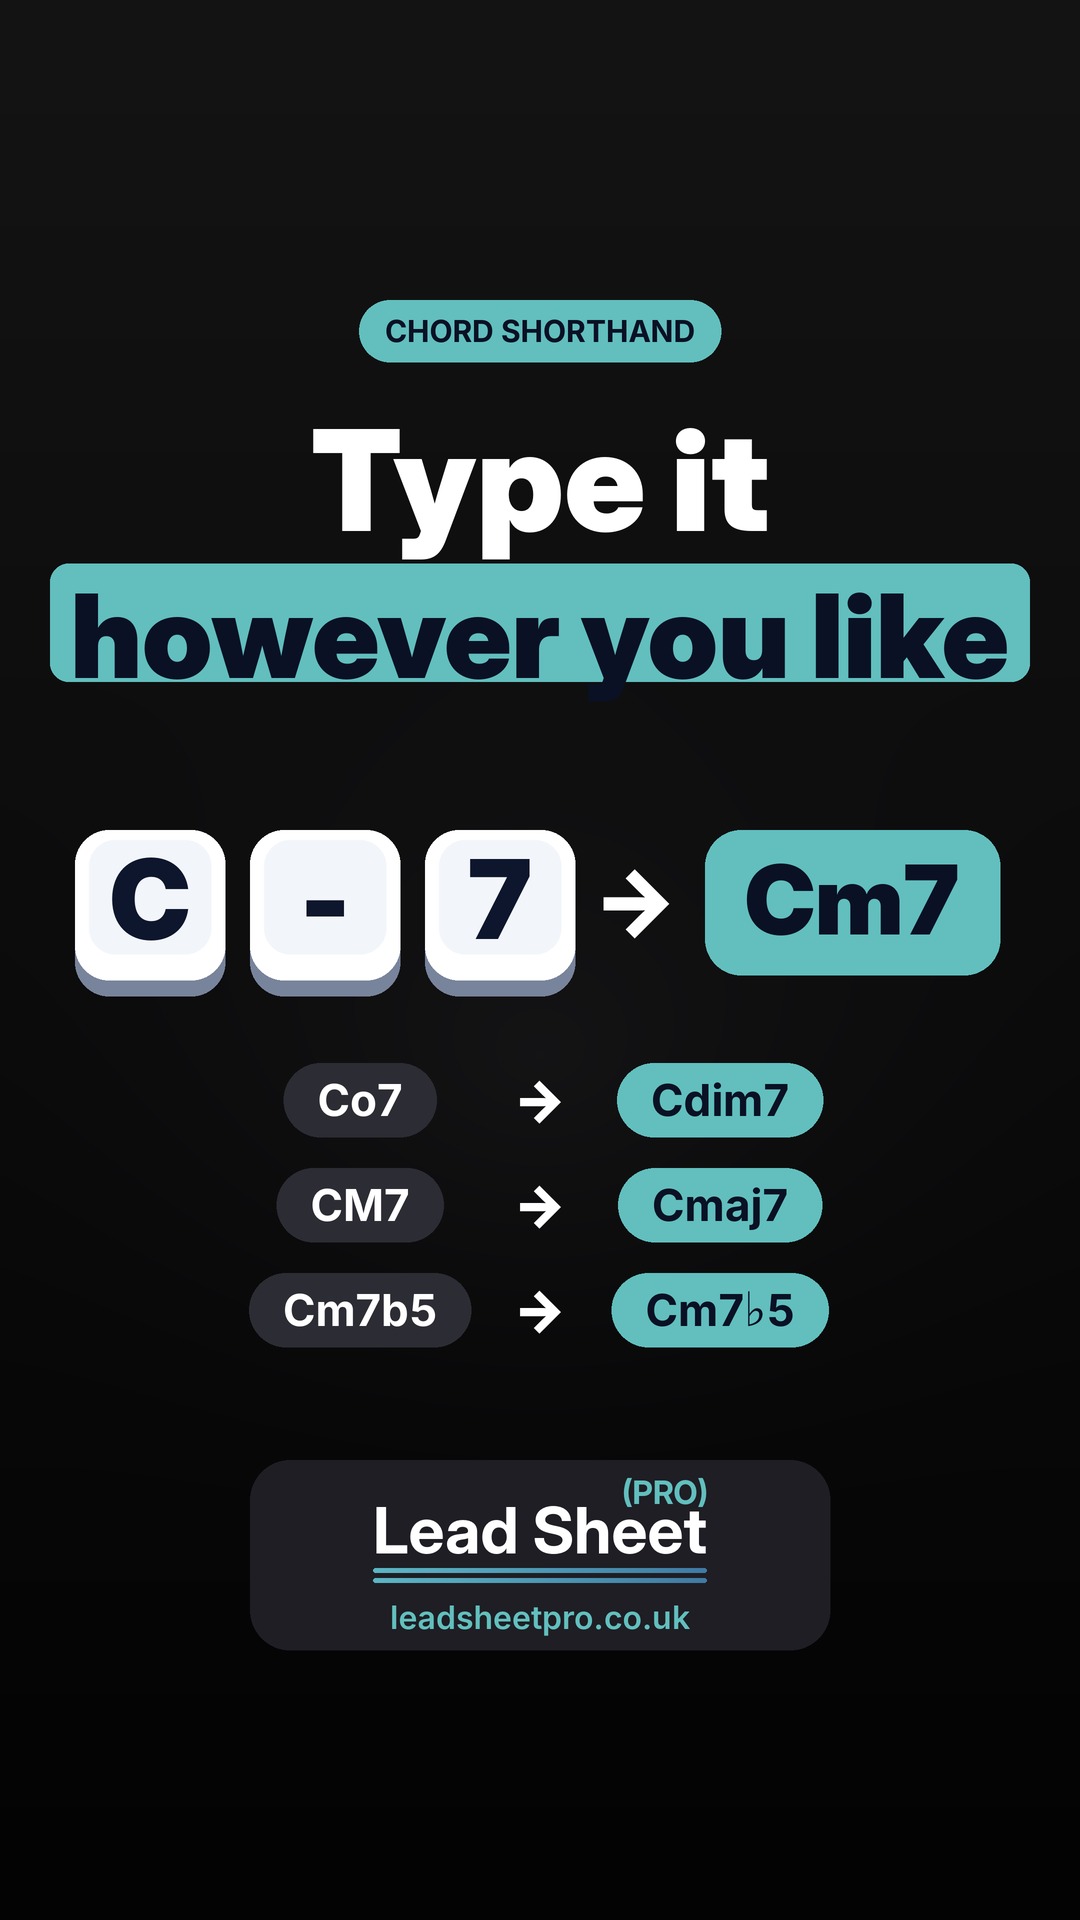 CHORD SHORTHAND
Type it
however you like
C - 7 → Cm7
Co7 → Cdim7
CM7 → Cmaj7
Cm7b5 → Cm7♭5
(PRO)
Lead Sheet
leadsheetpro.co.uk